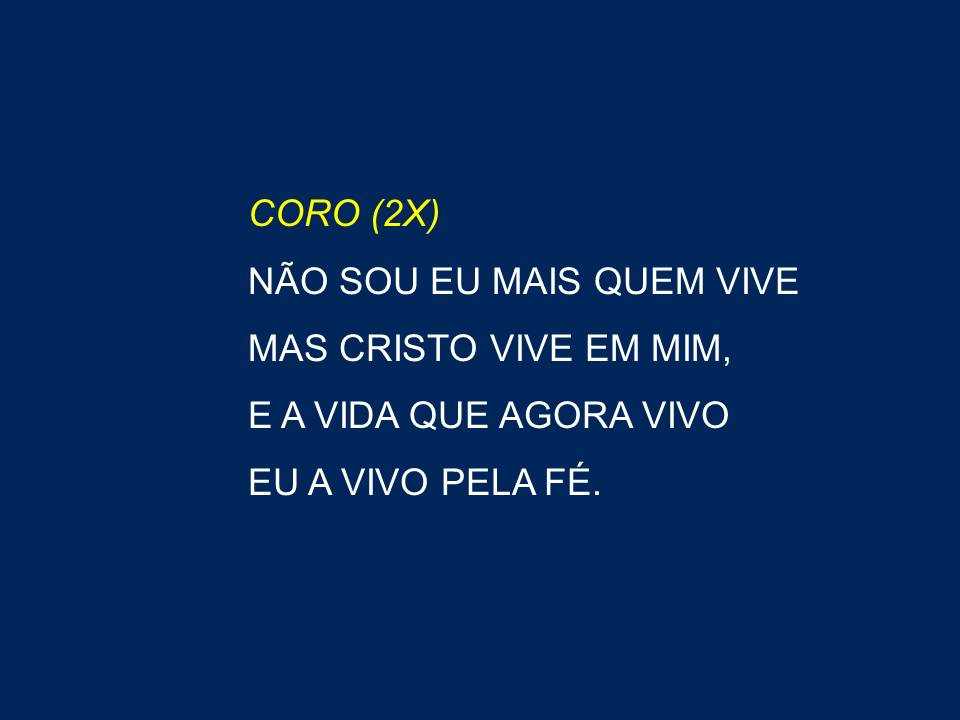 CORO (2X)
NÃO SOU EU MAIS QUEM VIVE
MAS CRISTO VIVE EM MIM,
E A VIDA QUE AGORA VIVO
EU A VIVO PELA FÉ.